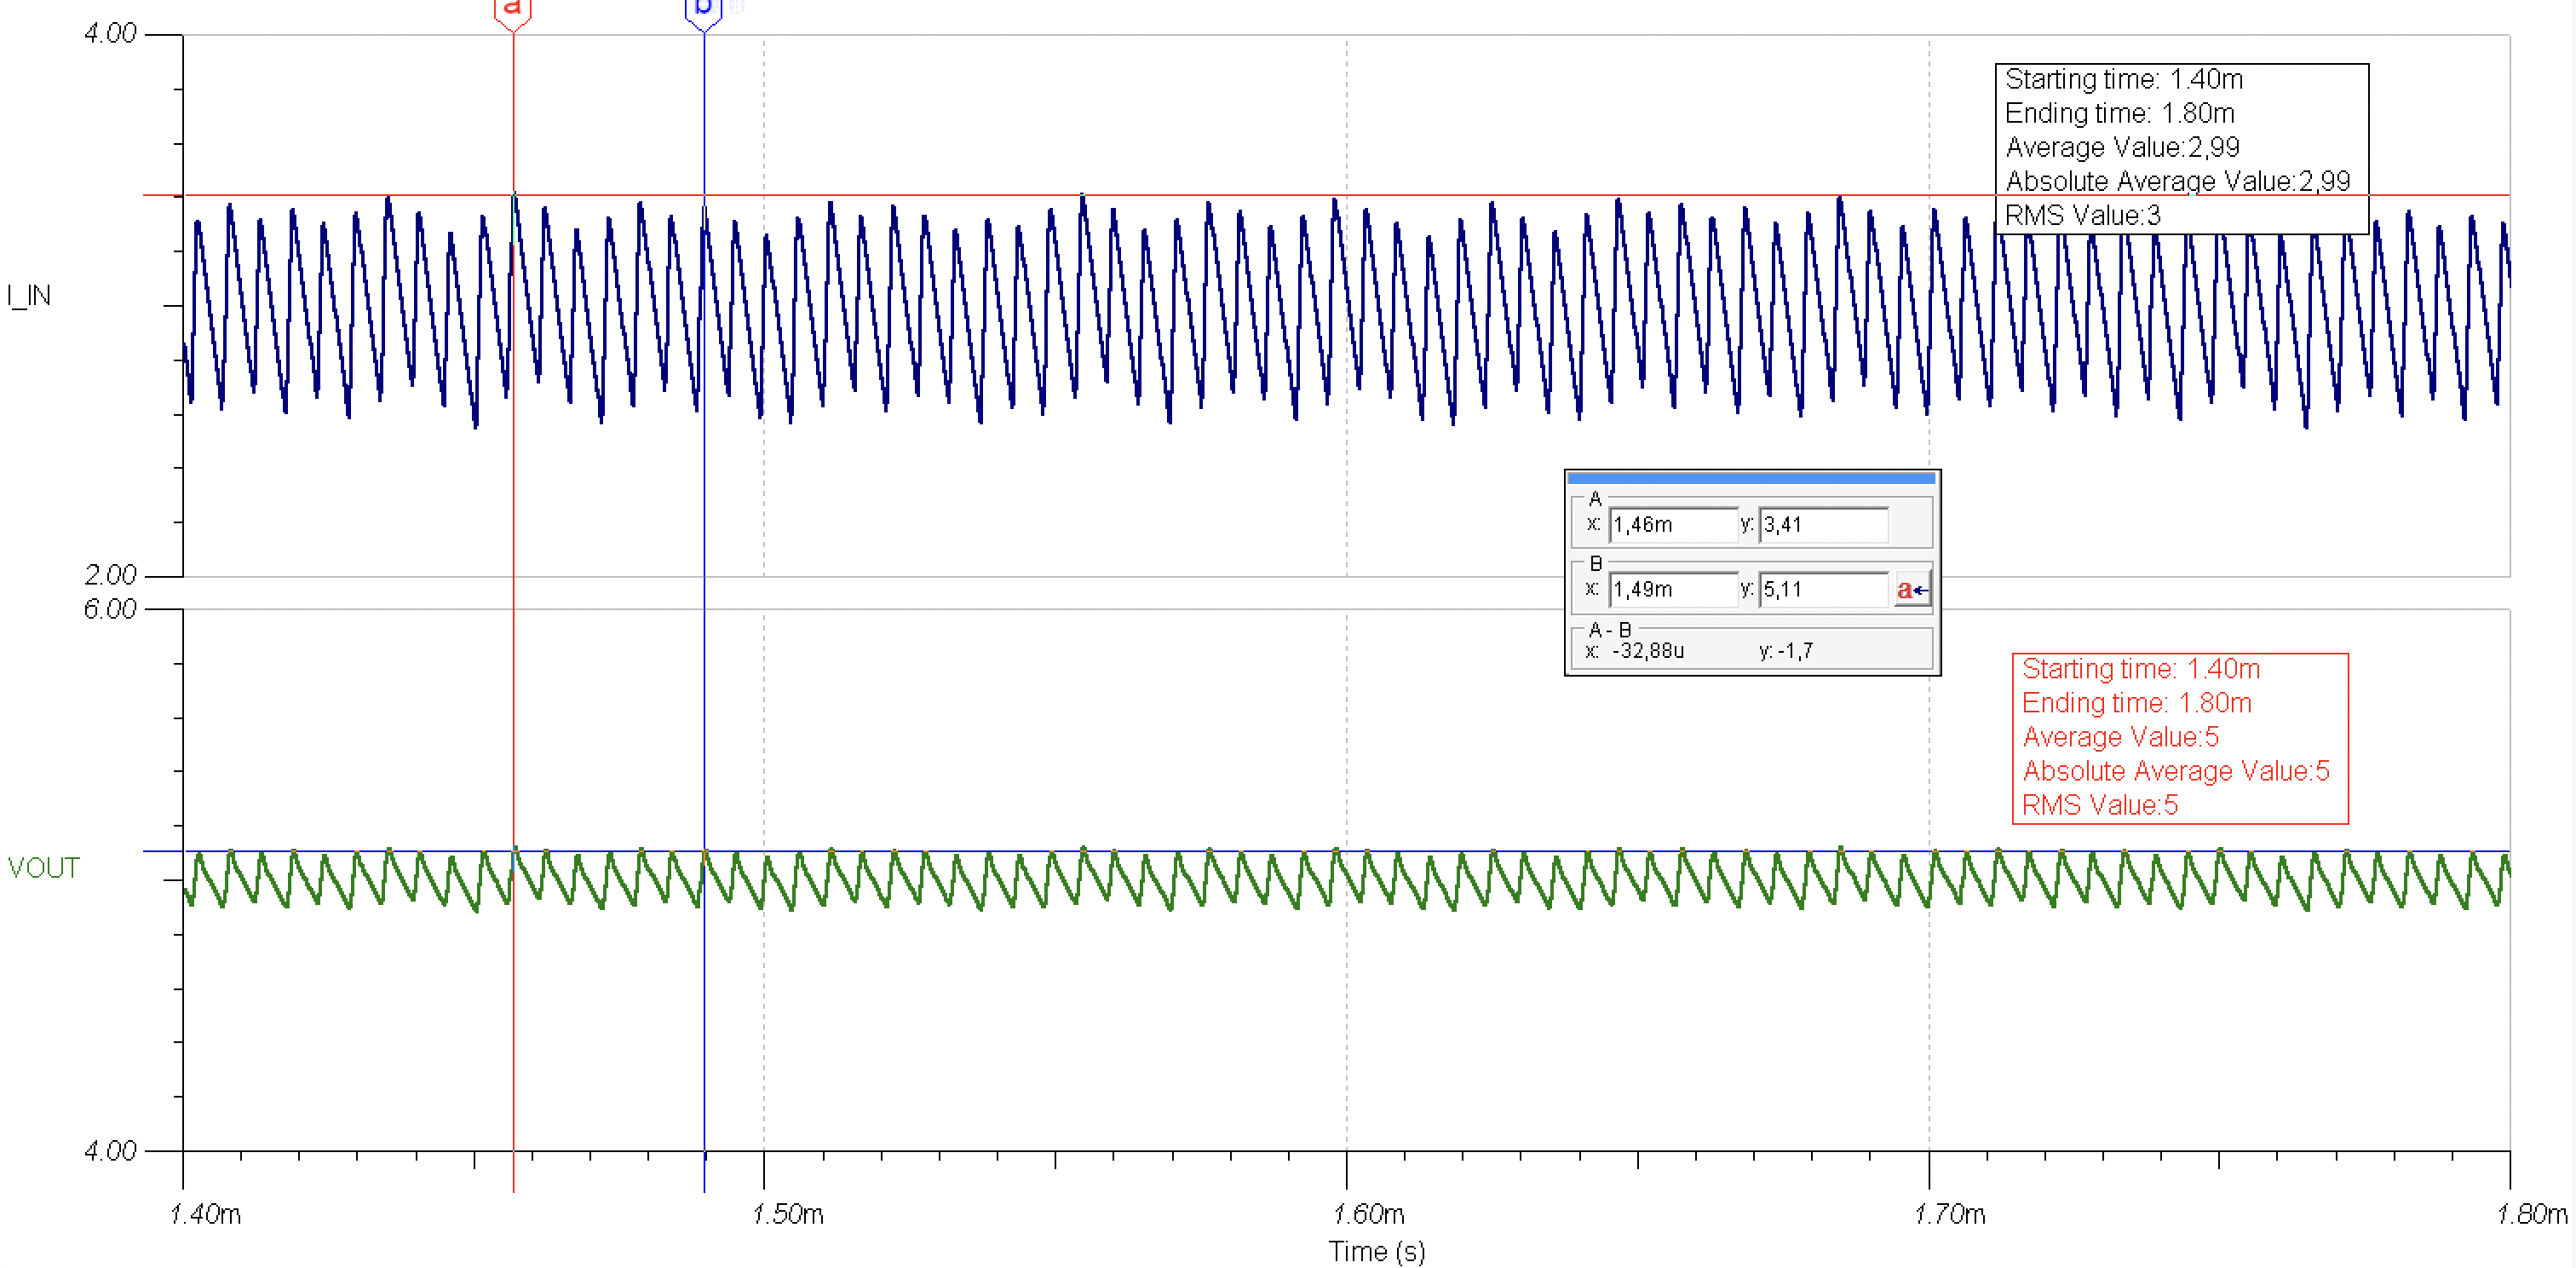 a
b
4.00
Starting time: 1.40m
Ending time: 1.80m
Average Value:2,99
Absolute Average Value:2,99
RMS Value:3
I_IN
A
x: 1,46m y: 3,41
B
x: 1,49m y: 5,11 a←
A - B
x: -32,88u y:-1,7
2.00
6.00
Starting time: 1.40m
Ending time: 1.80m
Average Value:5
Absolute Average Value:5
RMS Value:5
VOUT
4.00
1.40m 1.50m 1.60m 1.70m 1.80m
Time (s)